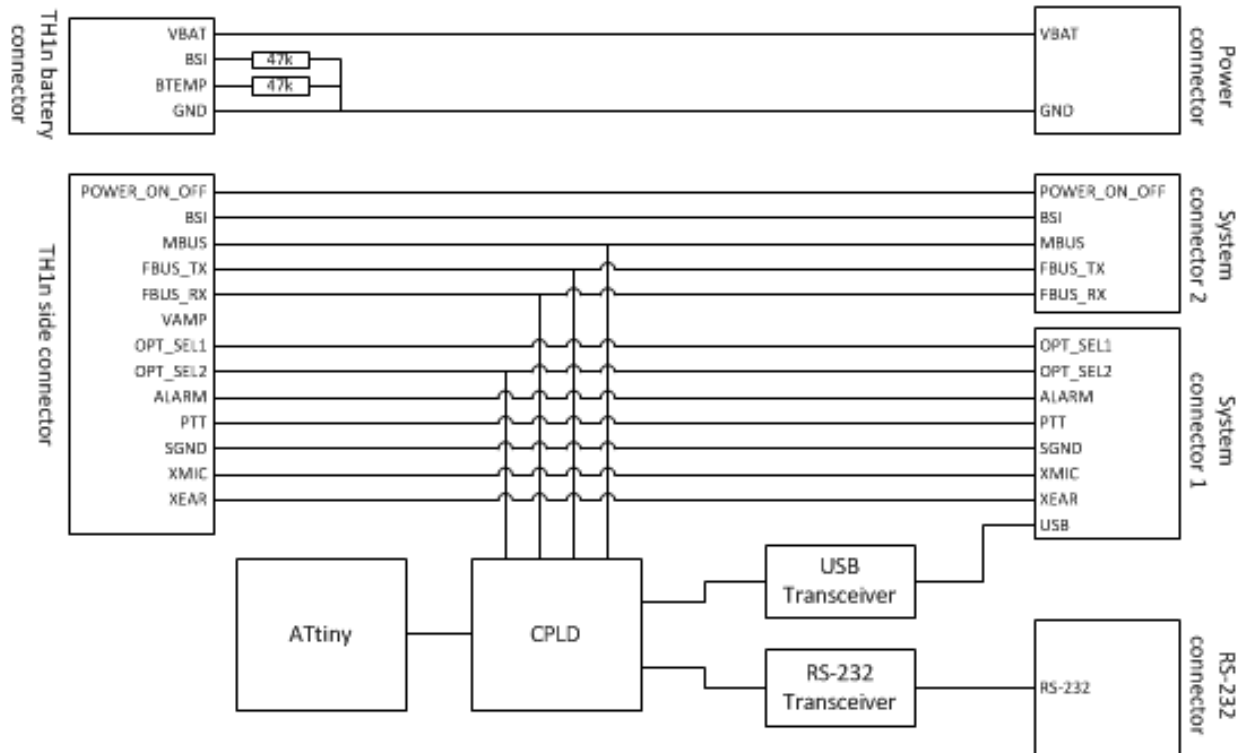 TH1n battery
connector
VBAT
BSI
BTEMP
GND
47k
47k
VBAT
GND
Power
connector
TH1n side connector
POWER_ON_OFF
BSI
MBUS
FBUS_TX
FBUS_RX
VAMP
OPT_SEL1
OPT_SEL2
ALARM
PTT
SGND
XMIC
XEAR
POWER_ON_OFF
BSI
MBUS
FBUS_TX
FBUS_RX
System
connector 2
OPT_SEL1
OPT_SEL2
ALARM
PTT
SGND
XMIC
XEAR
USB
System
connector 1
ATtiny
CPLD
USB
Transceiver
RS-232
Transceiver
RS-232
RS-232
connector